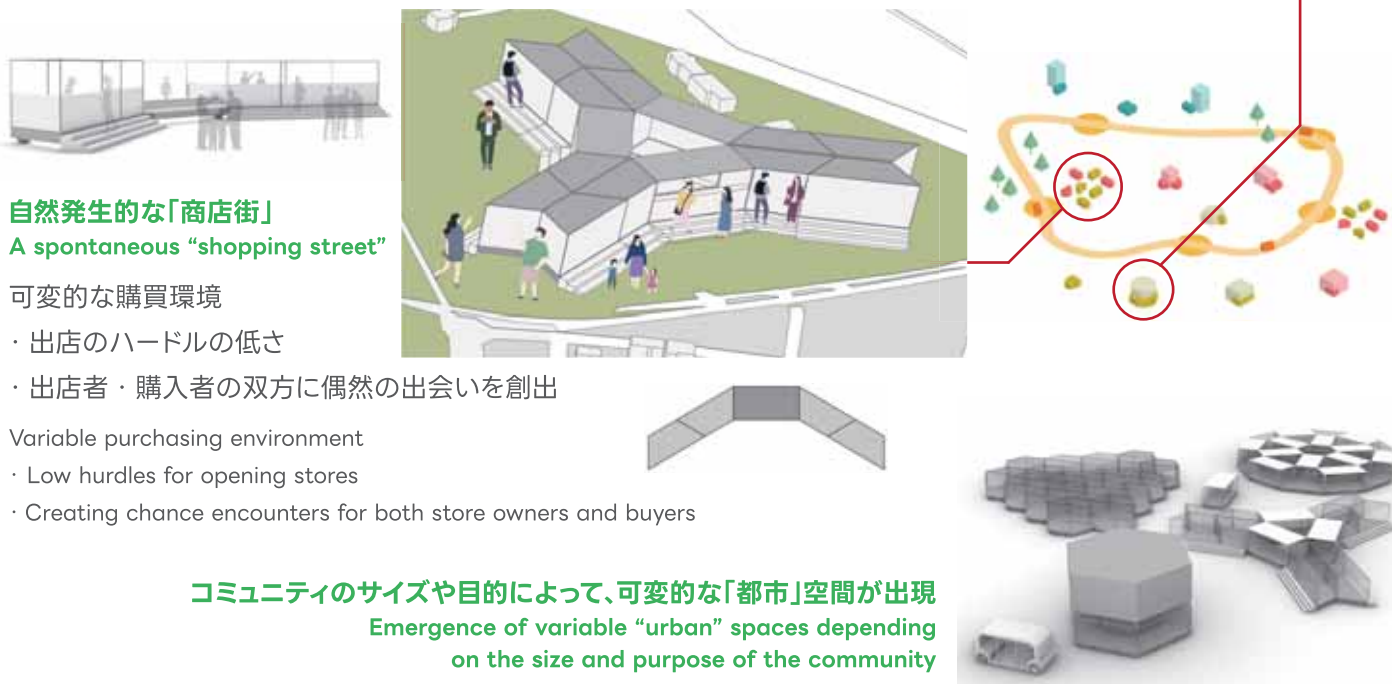 自然発生的な「商店街」
A spontaneous “shopping street”
可変的な購買環境
・出店のハードルの低さ
・出店者・購入者の双方に偶然の出会いを創出
Variable purchasing environment
· Low hurdles for opening stores
· Creating chance encounters for both store owners and buyers
コミュニティのサイズや目的によって、可変的な「都市」空間が出現
Emergence of variable “urban” spaces depending
on the size and purpose of the community